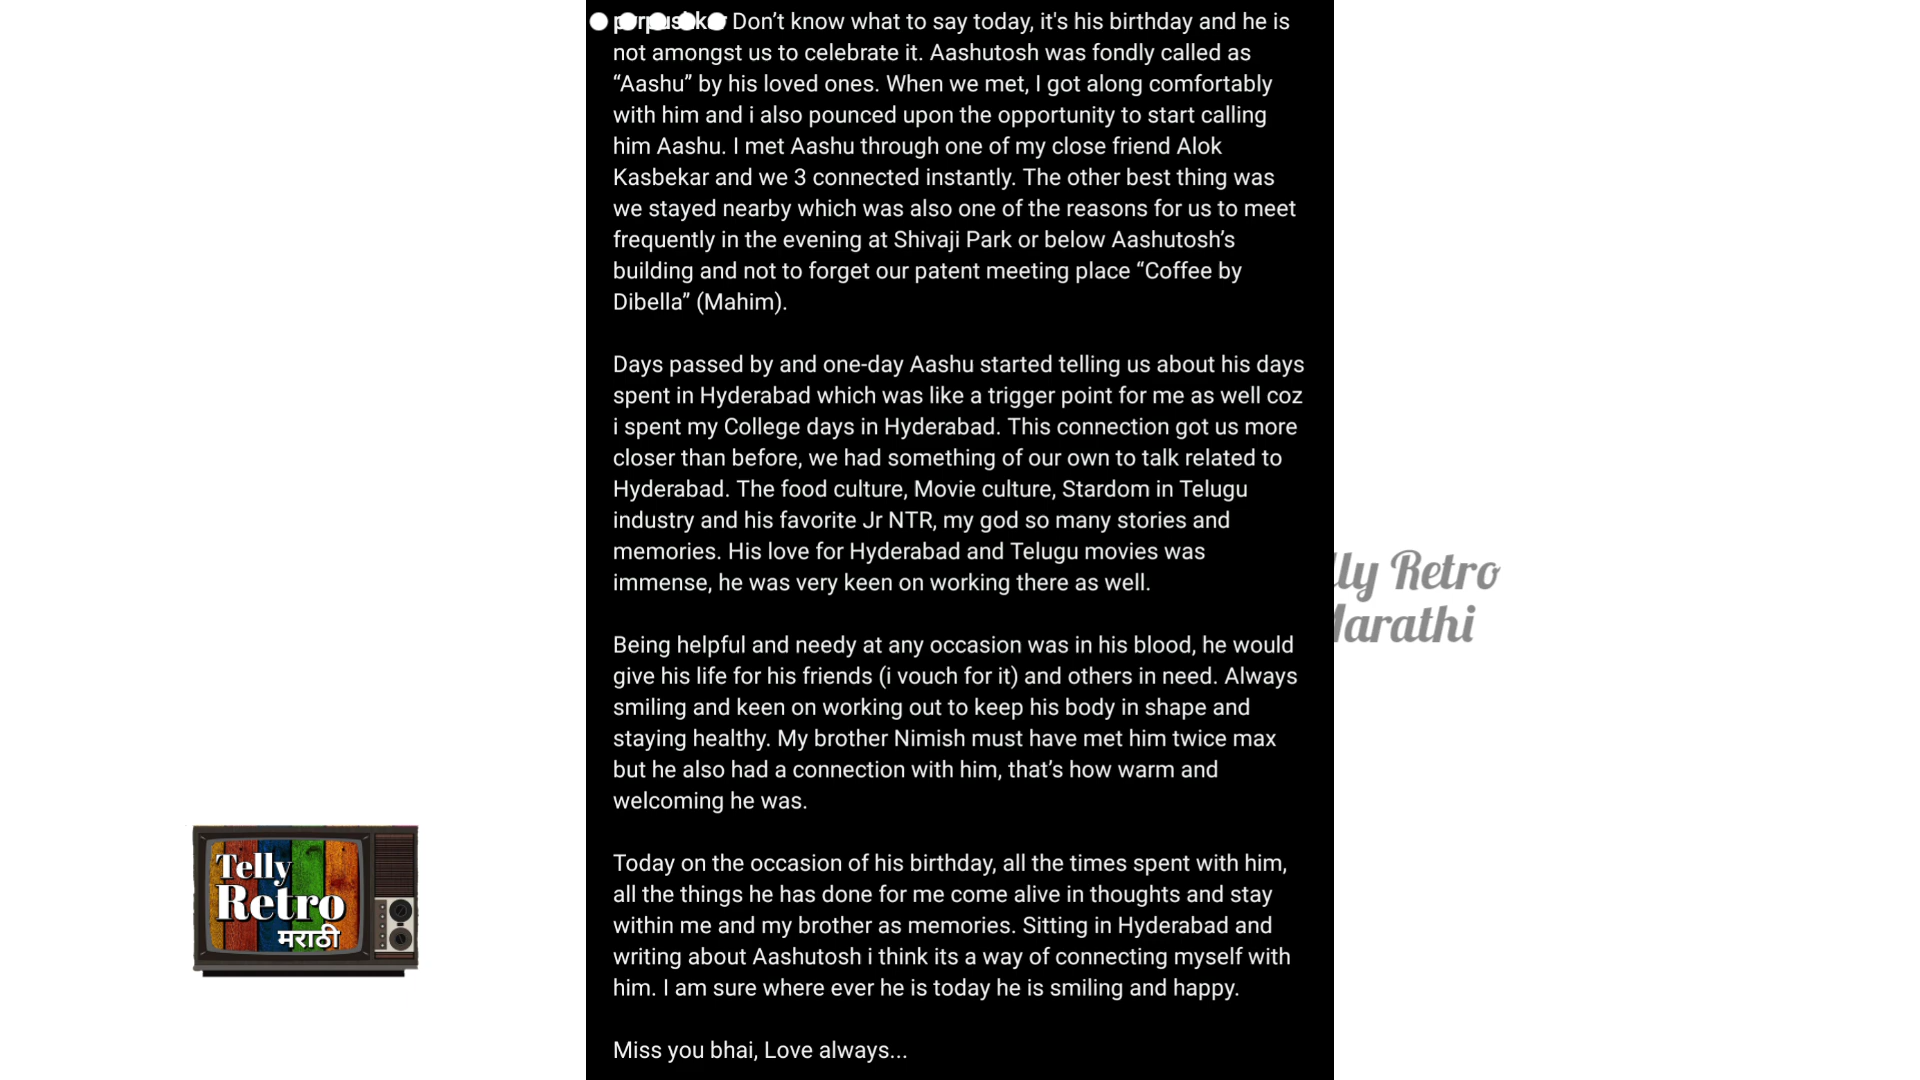 Don’t know what to say today, it's his birthday and he is
not amongst us to celebrate it. Aashutosh was fondly called as
“Aashu” by his loved ones. When we met, I got along comfortably
with him and i also pounced upon the opportunity to start calling
him Aashu. I met Aashu through one of my close friend Alok
Kasbekar and we 3 connected instantly. The other best thing was
we stayed nearby which was also one of the reasons for us to meet
frequently in the evening at Shivaji Park or below Aashutosh’s
building and not to forget our patent meeting place “Coffee by
Dibella” (Mahim).
Days passed by and one-day Aashu started telling us about his days
spent in Hyderabad which was like a trigger point for me as well coz
i spent my College days in Hyderabad. This connection got us more
closer than before, we had something of our own to talk related to
Hyderabad. The food culture, Movie culture, Stardom in Telugu
industry and his favorite Jr NTR, my god so many stories and
memories. His love for Hyderabad and Telugu movies was
immense, he was very keen on working there as well.
Being helpful and needy at any occasion was in his blood, he would
give his life for his friends (i vouch for it) and others in need. Always
smiling and keen on working out to keep his body in shape and
staying healthy. My brother Nimish must have met him twice max
but he also had a connection with him, that’s how warm and
welcoming he was.
Today on the occasion of his birthday, all the times spent with him,
all the things he has done for me come alive in thoughts and stay
within me and my brother as memories. Sitting in Hyderabad and
writing about Aashutosh i think its a way of connecting myself with
him. I am sure where ever he is today he is smiling and happy.
Miss you bhai, Love always...
lly Retro
arathi
Telly
Retro
मराठी